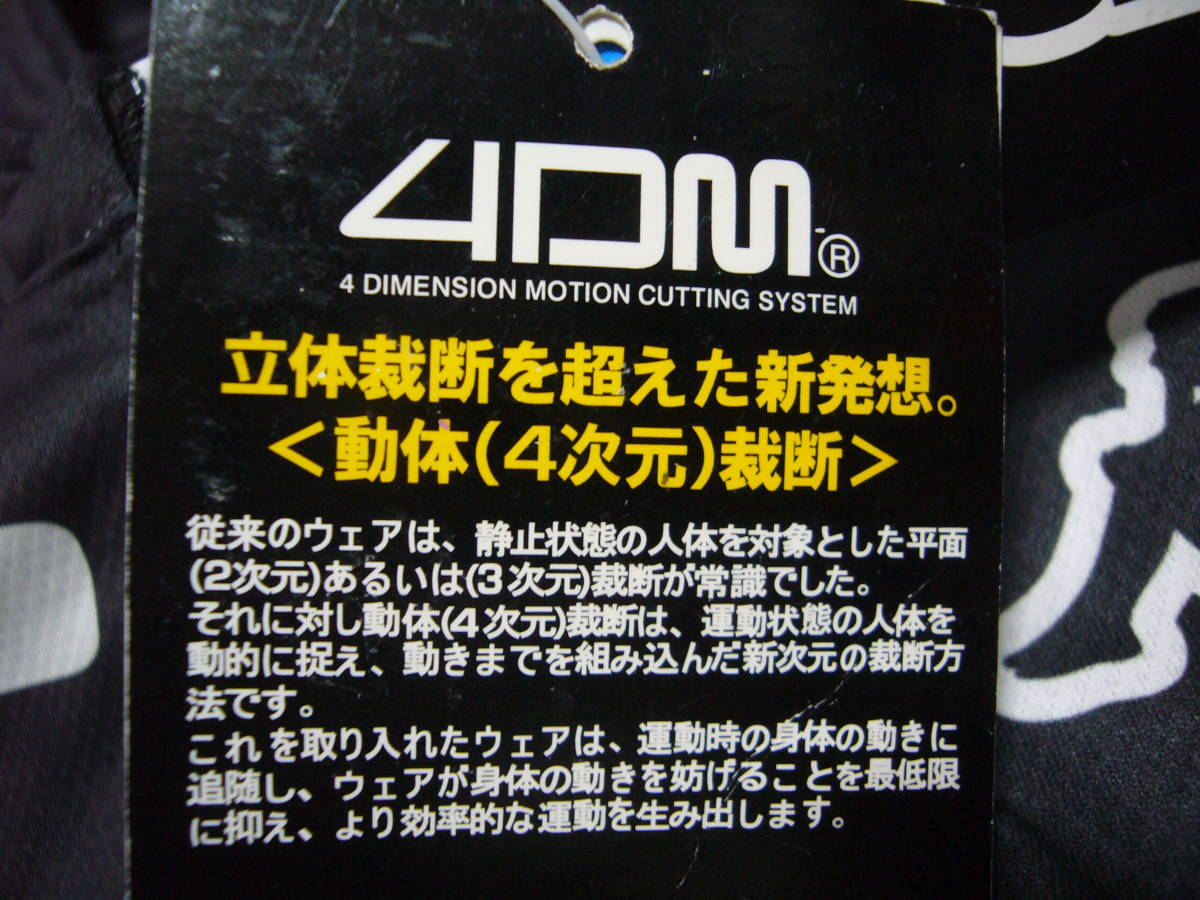 4DM®
4 DIMENSION MOTION CUTTING SYSTEM
立体裁断を超えた新発想。
<動体(4次元)裁断>
従来のウェアは、静止状態の人体を対象とした平面
(2次元)あるいは(3次元)裁断が常識でした。
それに対し動体(4次元)裁断は、運動状態の人体を
動的に捉え、動きまでを組み込んだ新次元の裁断方
法です。
これを取り入れたウェアは、運動時の身体の動きに
追随し、ウェアが身体の動きを妨げることを最低限
に抑え、より効率的な運動を生み出します。